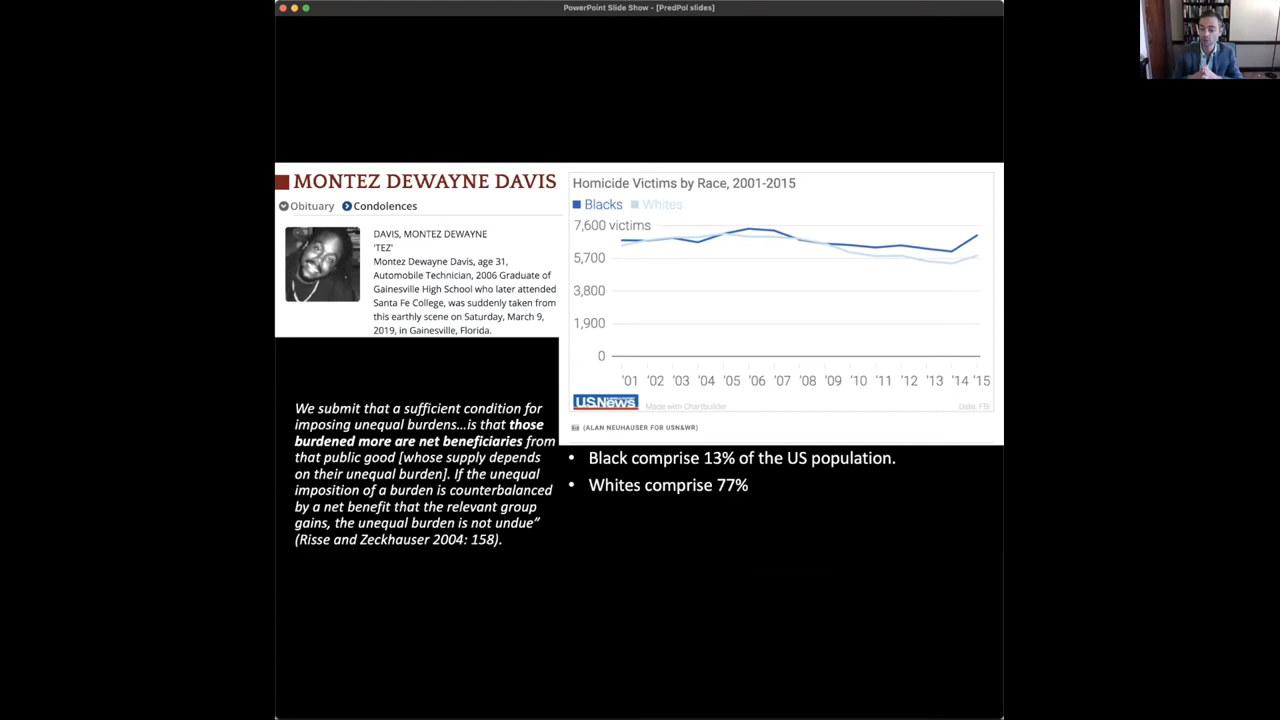 PowerPoint Slide Show - [PredPol slides]
MONTEZ DEWAYNE DAVIS
Obituary Condolences
DAVIS, MONTEZ DEWAYNE
'TEZ'
Montez Dewayne Davis, age 31,
Automobile Technician, 2006 Graduate of
Gainesville High School who later attended
Santa Fe College, was suddenly taken from
this earthly scene on Saturday, March 9,
2019, in Gainesville, Florida.
We submit that a sufficient condition for
imposing unequal burdens…is that those
burdened more are net beneficiaries from
that public good [whose supply depends
on their unequal burden]. If the unequal
imposition of a burden is counterbalanced
by a net benefit that the relevant group
gains, the unequal burden is not undue”
(Risse and Zeckhauser 2004: 158).
Homicide Victims by Race, 2001-2015
Blacks Whites
7,600 victims
5,700
3,800
1,900
0
'01 '02 '03 '04 '05 '06 '07 '08 '09 '10 '11 '12 '13 '14 '15
U.S.News Made with Chartbuilder Data: FBI
(ALAN NEUHAUSER FOR USN&WR)
• Black comprise 13% of the US population.
• Whites comprise 77%